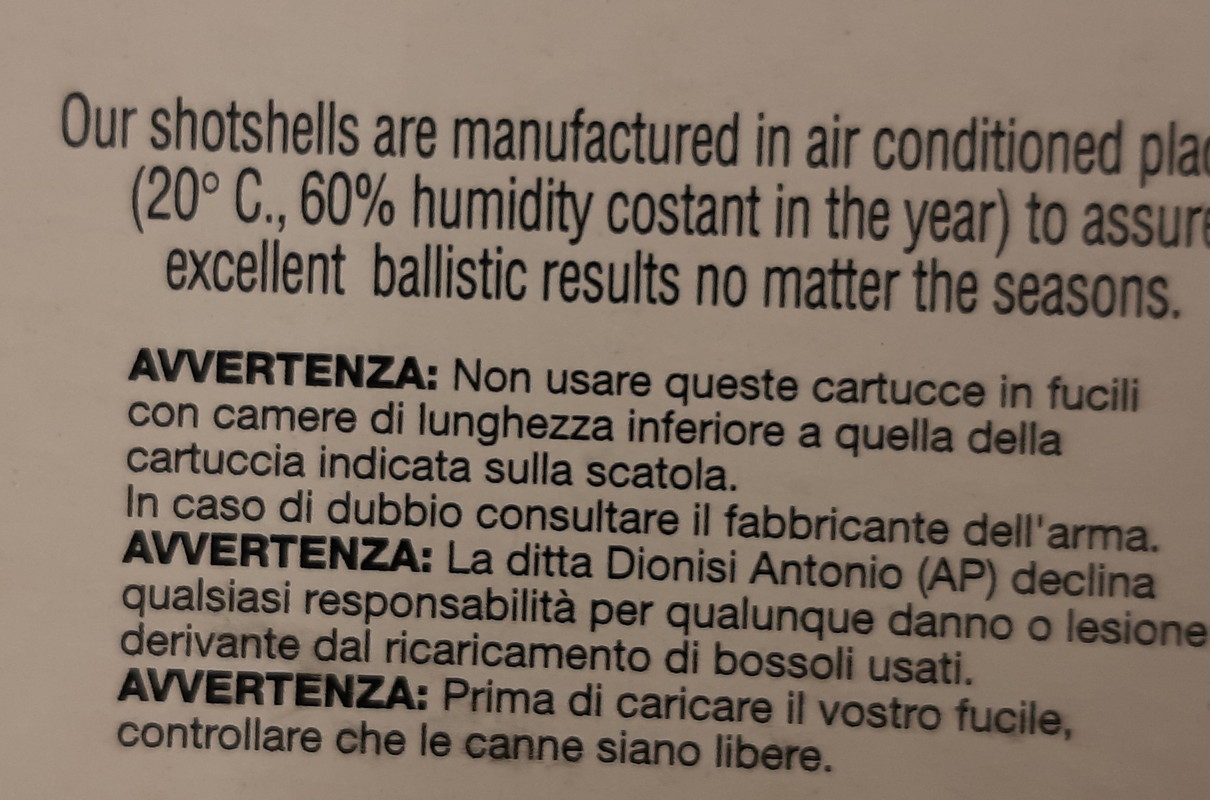 Our shotshells are manufactured in air conditioned plac
(20° C., 60% humidity costant in the year) to assure
excellent ballistic results no matter the seasons.
AVVERTENZA: Non usare queste cartucce in fucili
con camere di lunghezza inferiore a quella della
cartuccia indicata sulla scatola.
In caso di dubbio consultare il fabbricante dell'arma.
AVVERTENZA: La ditta Dionisi Antonio (AP) declina
qualsiasi responsabilità per qualunque danno o lesione
derivante dal ricaricamento di bossoli usati.
AVVERTENZA: Prima di caricare il vostro fucile,
controllare che le canne siano libere.